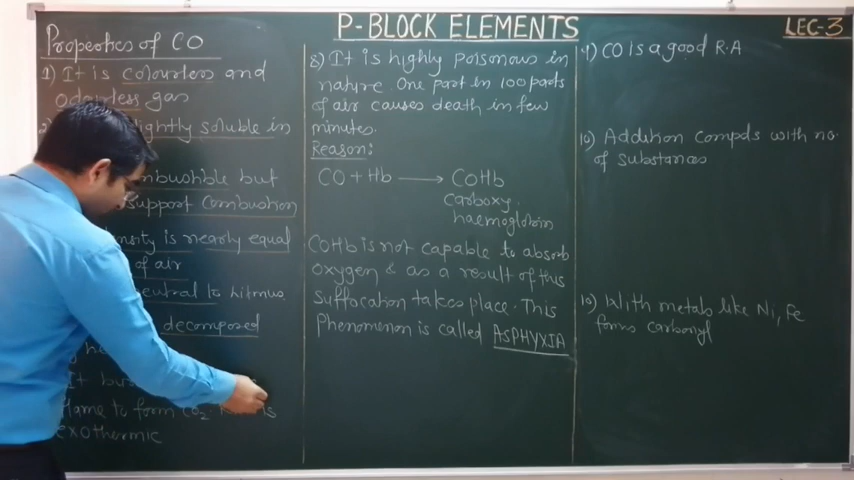 P-BLOCK ELEMENTS
LEC-3
Properties of CO
1) It is colourless and
odourless gas
slightly soluble in
mbustible but
Support Combustion
nsity is nearly equal
of air
eutral to litmus
decomposed
It bu
flame to form CO2.
exothermic
8) It is highly poisonous in
nature. One part in 100 parts
of air causes death in few
minutes.
Reason:
CO + Hb ⟶ COHb
carboxy
haemoglobin
COHb is not capable to absorb
oxygen & as a result of this
suffocation takes place. This
phenomenon is called ASPHYXIA
9) CO is a good R.A
10) Addition Compds with no.
of substances
10) With metals like Ni, Fe
forms carbonyl